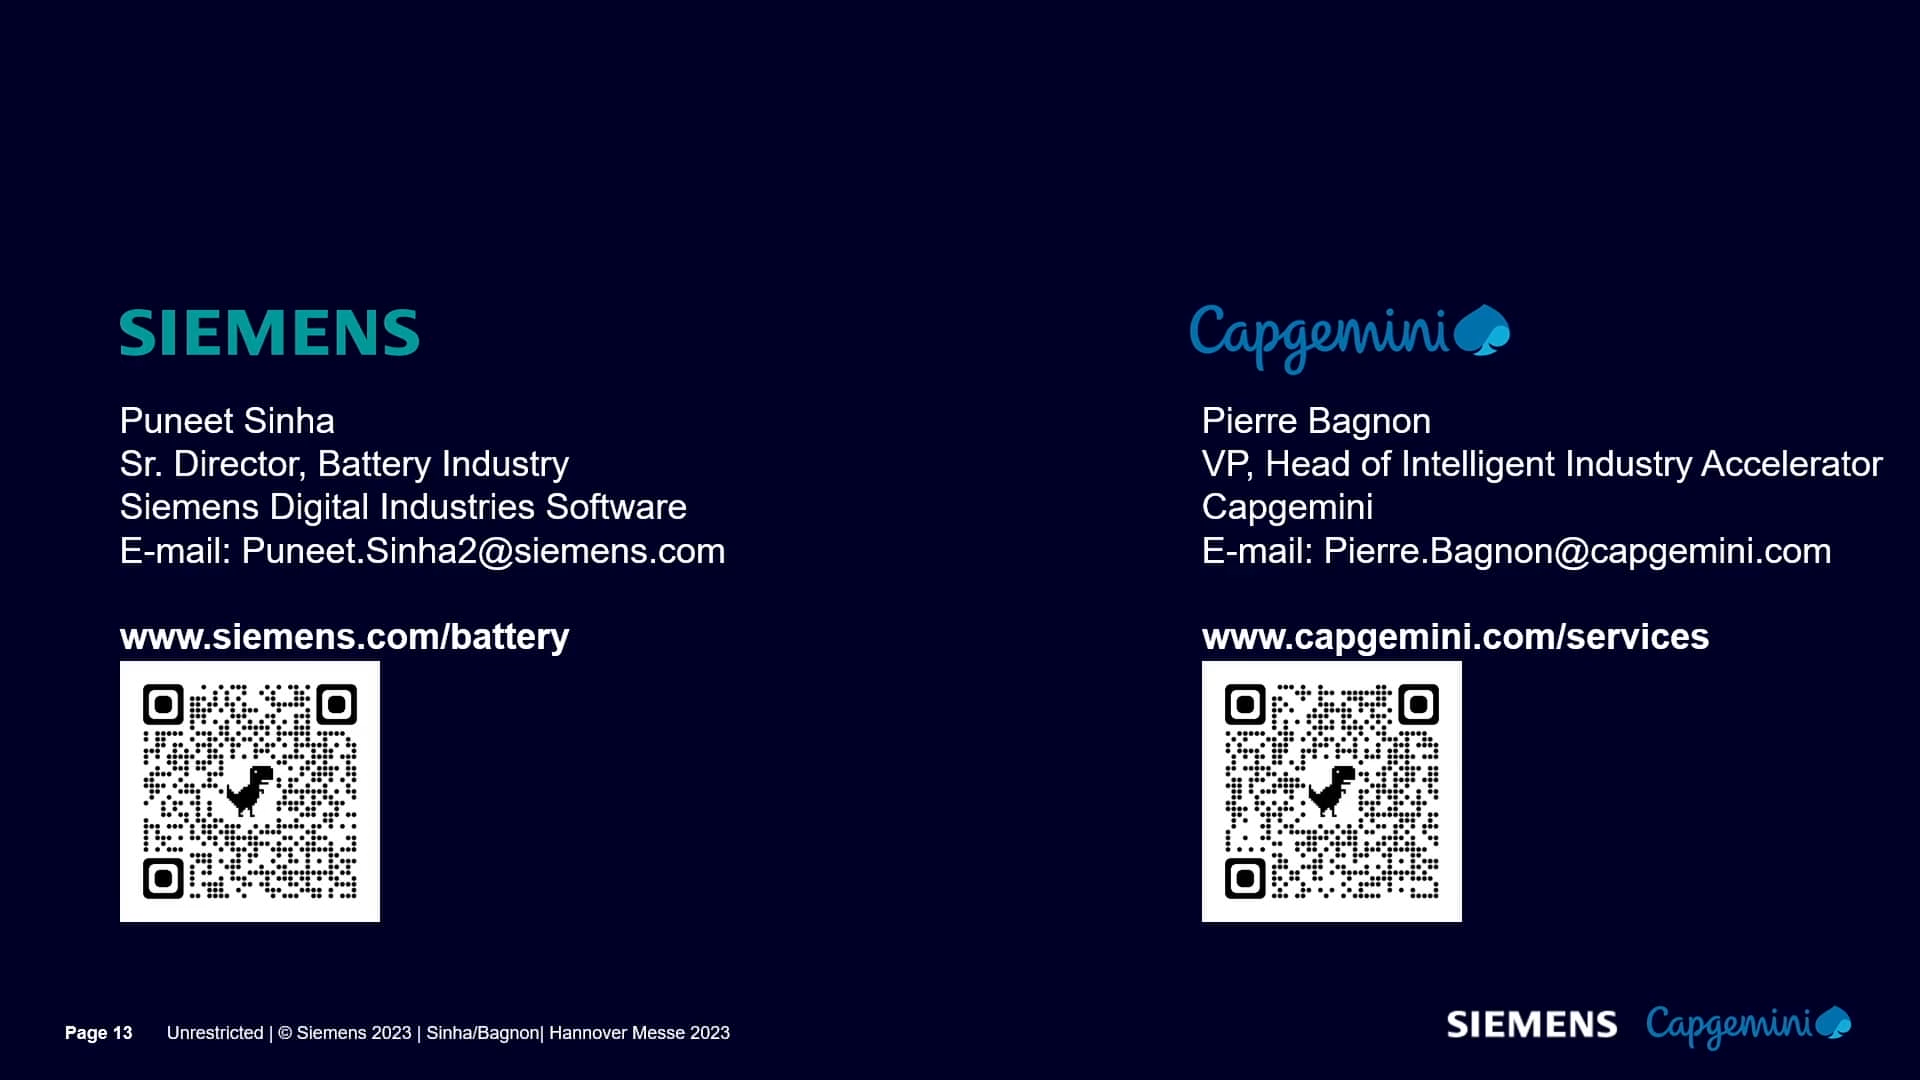 SIEMENS
Puneet Sinha
Sr. Director, Battery Industry
Siemens Digital Industries Software
E-mail: Puneet.Sinha2@siemens.com
www.siemens.com/battery
Capgemini
Pierre Bagnon
VP, Head of Intelligent Industry Accelerator
Capgemini
E-mail: Pierre.Bagnon@capgemini.com
www.capgemini.com/services
Page 13 Unrestricted | © Siemens 2023 | Sinha/Bagnon| Hannover Messe 2023
SIEMENS Capgemini